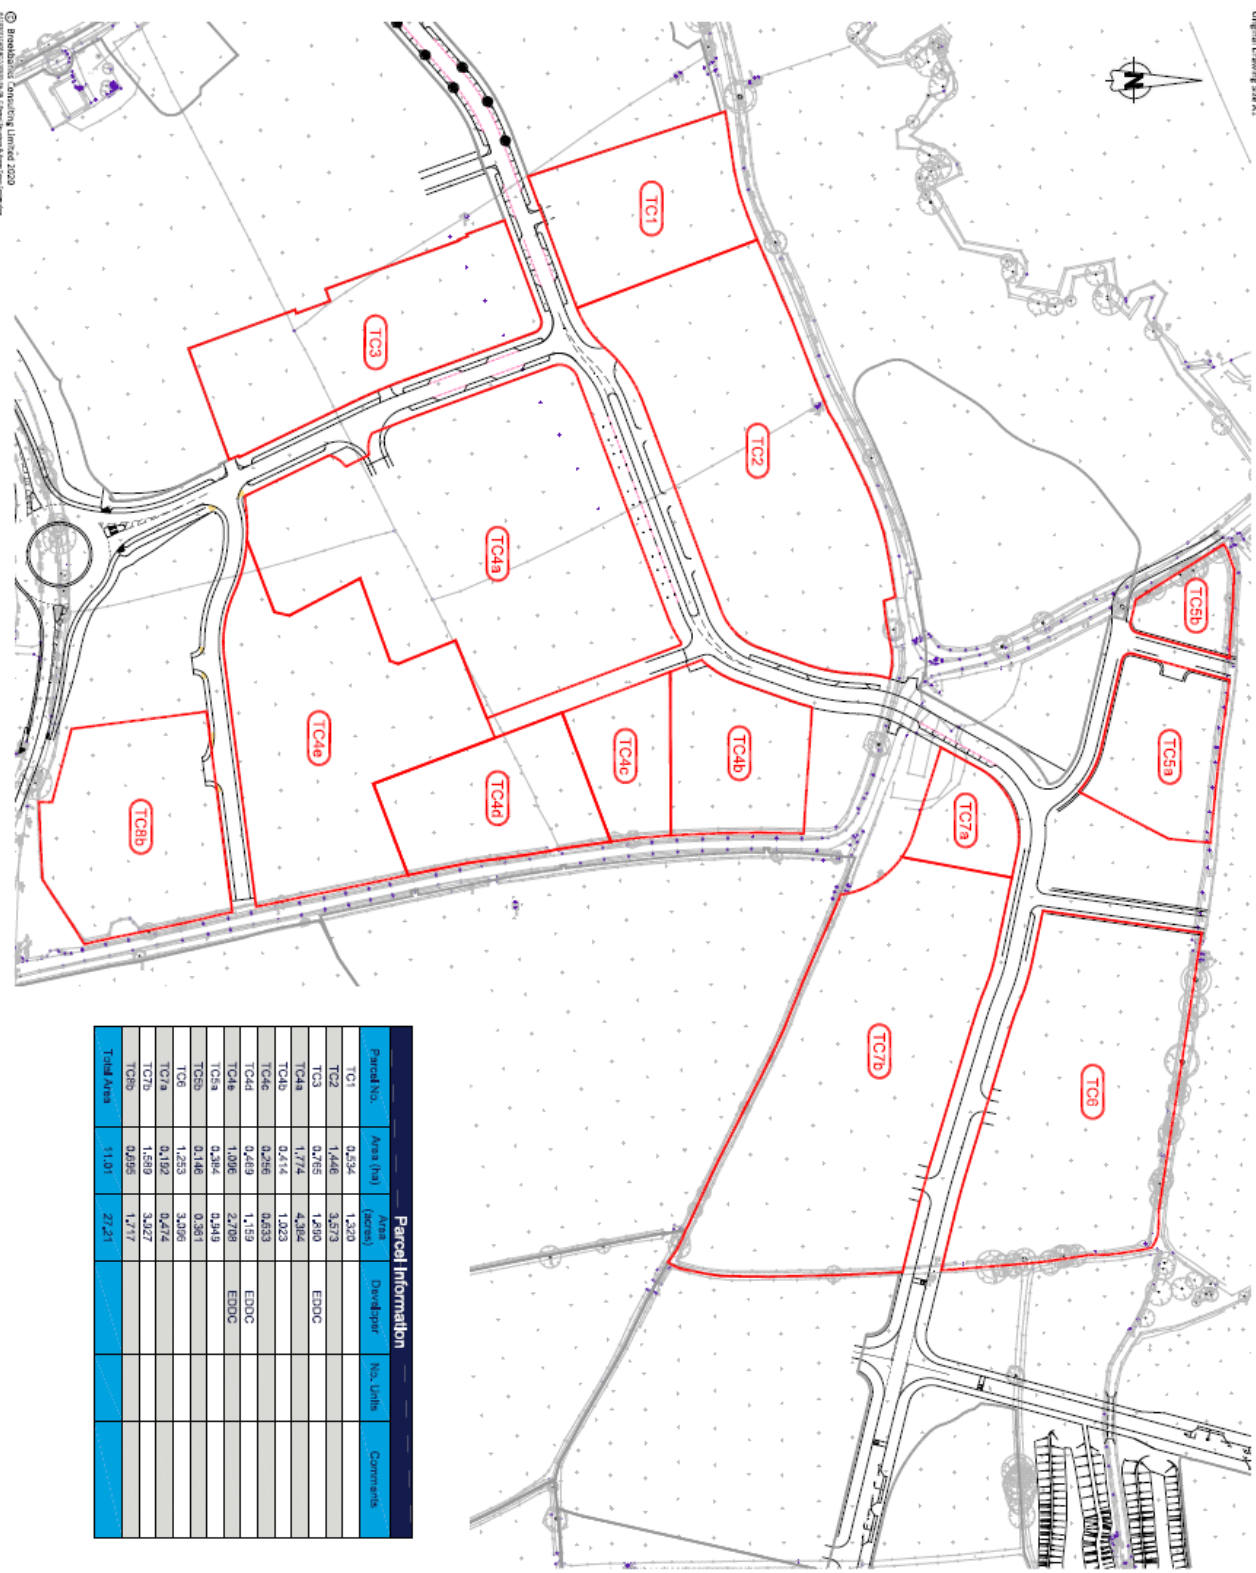 N
TC5b
TC5a
TC6
TC1
TC2
TC7a
TC7b
TC4b
TC4c
TC3
TC4a
TC4d
TC4e
TC8b
Parcel Information
Parcel No. Area (ha) Area (acres) Developer No. Units Comments
TC1 0.534 1.320
TC2 1.446 3.573
TC3 0.765 1.890 EDDC
TC4a 1.774 4.384
TC4b 0.414 1.023
TC4c 0.256 0.633
TC4d 0.469 1.159 EDDC
TC4e 1.096 2.708 EDDC
TC5a 0.384 0.949
TC5b 0.146 0.361
TC6 1.253 3.096
TC7a 0.192 0.474
TC7b 1.589 3.927
TC8b 0.695 1.717
Total Area 11.01 27.21
© Brookbanks Consulting Limited 2020